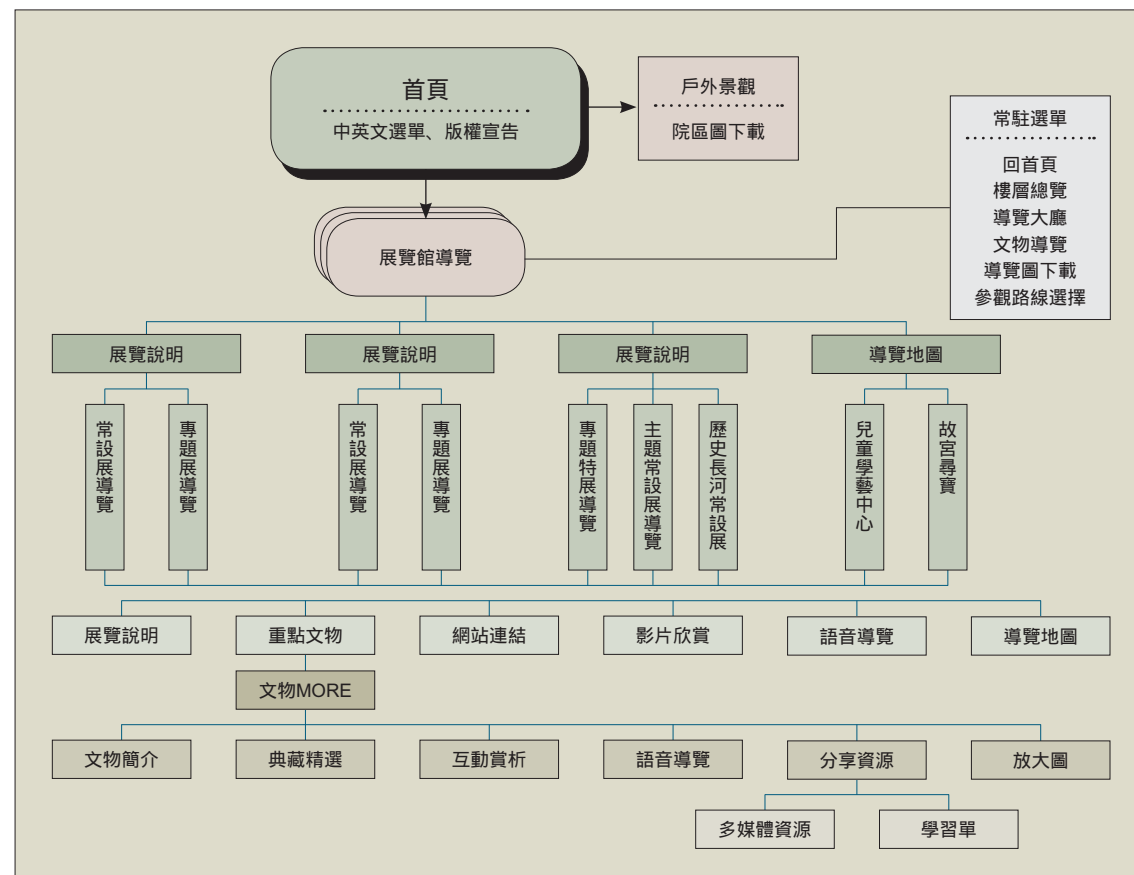 首頁
中英文選單、版權宣告
戶外景觀
院區圖下載
常駐選單
回首頁
樓層總覽
導覽大廳
文物導覽
導覽圖下載
參觀路線選擇
展覽館導覽
展覽說明
展覽說明
展覽說明
導覽地圖
常設展導覽
專題展導覽
常設展導覽
專題展導覽
專題特展導覽
主題常設展導覽
歷史長河常設展
兒童學藝中心
故宮尋寶
展覽說明
重點文物
網站連結
影片欣賞
語音導覽
導覽地圖
文物MORE
文物簡介
典藏精選
互動賞析
語音導覽
分享資源
放大圖
多媒體資源
學習單